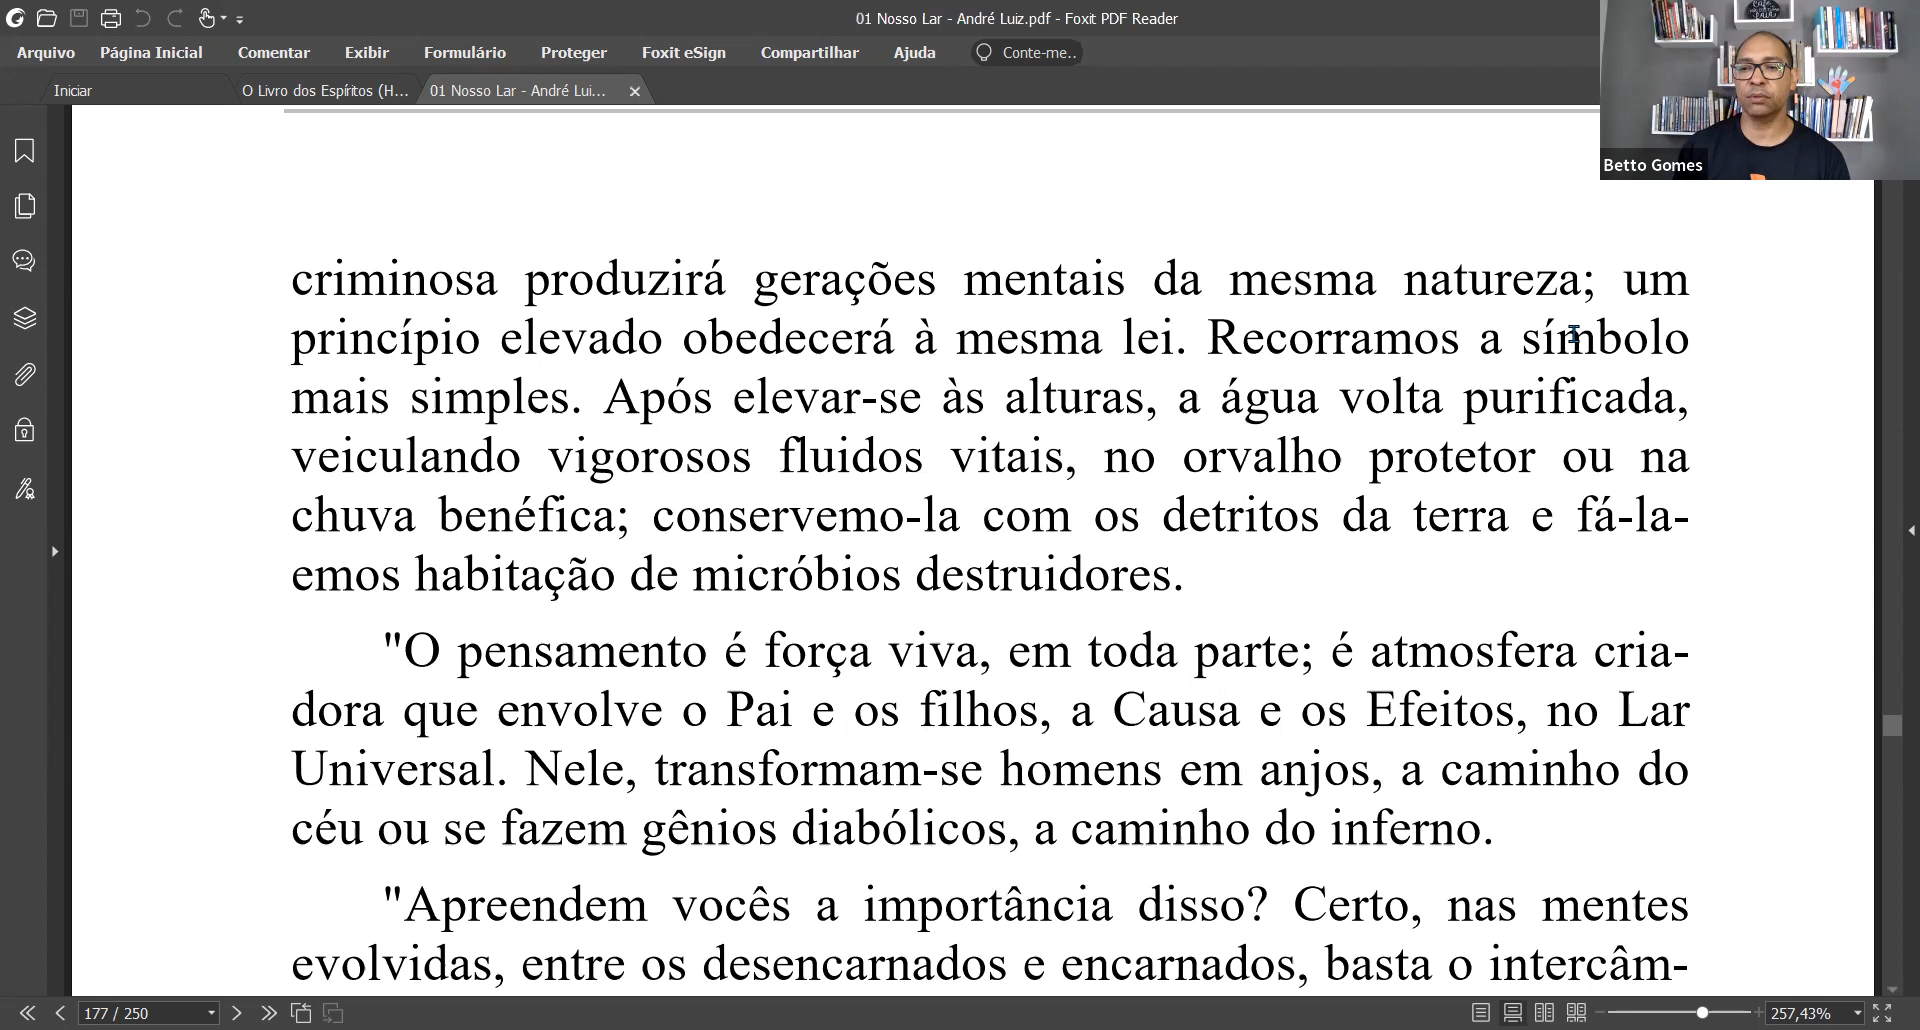 01 Nosso Lar - André Luiz.pdf - Foxit PDF Reader
Arquivo Página Inicial Comentar Exibir Formulário Proteger Foxit eSign Compartilhar Ajuda Conte-me..
Iniciar O Livro dos Espíritos (H... 01 Nosso Lar - André Lui...
Betto Gomes
criminosa produzirá gerações mentais da mesma natureza; um
princípio elevado obedecerá à mesma lei. Recorramos a símbolo
mais simples. Após elevar-se às alturas, a água volta purificada,
veiculando vigorosos fluidos vitais, no orvalho protetor ou na
chuva benéfica; conservemo-la com os detritos da terra e fá-la-
emos habitação de micróbios destruidores.
"O pensamento é força viva, em toda parte; é atmosfera cria-
dora que envolve o Pai e os filhos, a Causa e os Efeitos, no Lar
Universal. Nele, transformam-se homens em anjos, a caminho do
céu ou se fazem gênios diabólicos, a caminho do inferno.
"Apreendem vocês a importância disso? Certo, nas mentes
evolvidas, entre os desencarnados e encarnados, basta o intercâm-
177 / 250 257,43%